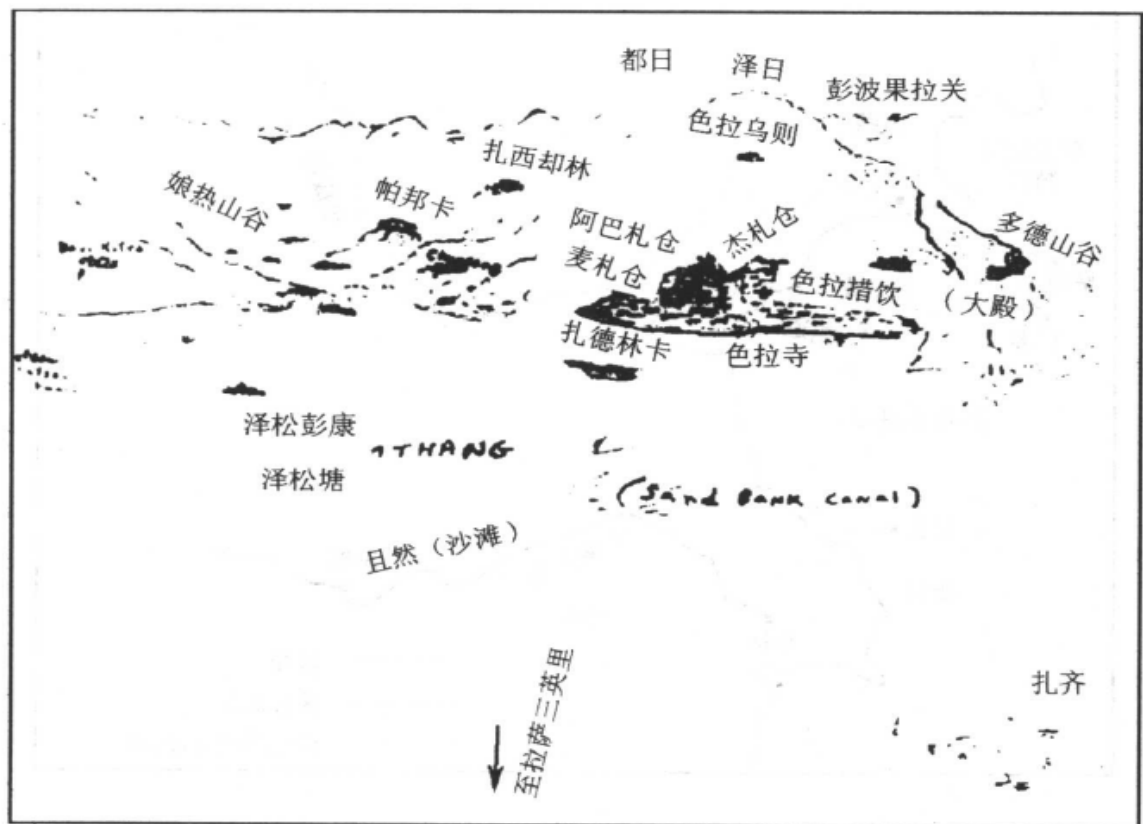 都日
泽日
彭波果拉关
色拉乌则
扎西却林
娘热山谷
帕邦卡
阿巴札仓
杰札仓
多德山谷
麦札仓
色拉措饮
（大殿）
扎德林卡
色拉寺
泽松彭康
THANG
泽松塘
(Sand BANK canal)
且然（沙滩）
至拉萨三英里
扎齐